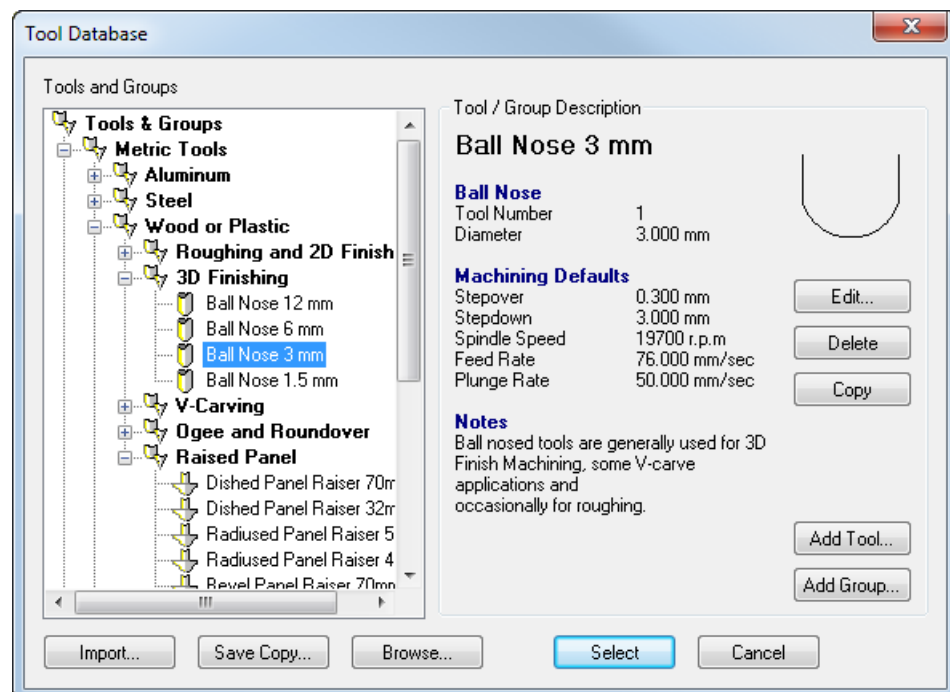 Tool Database
X
Tools and Groups
Tools & Groups
Metric Tools
Aluminum
Steel
Wood or Plastic
Roughing and 2D Finish
3D Finishing
Ball Nose 12 mm
Ball Nose 6 mm
Ball Nose 3 mm
Ball Nose 1.5 mm
V-Carving
Ogee and Roundover
Raised Panel
Dished Panel Raiser 70m
Dished Panel Raiser 32m
Radiused Panel Raiser 5
Radiused Panel Raiser 4
Bevel Panel Raiser 70mm
Tool / Group Description
Ball Nose 3 mm
Ball Nose
Tool Number 1
Diameter 3.000 mm
Machining Defaults
Stepover 0.300 mm
Stepdown 3.000 mm
Spindle Speed 19700 r.p.m
Feed Rate 76.000 mm/sec
Plunge Rate 50.000 mm/sec
Notes
Ball nosed tools are generally used for 3D
Finish Machining, some V-carve
applications and
occasionally for roughing.
Edit...
Delete
Copy
Add Tool...
Add Group...
Import...
Save Copy...
Browse...
Select
Cancel